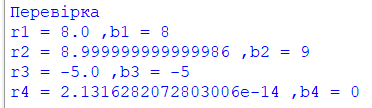 Перевірка
r1 = 8.0 ,b1 = 8
r2 = 8.999999999999986 ,b2 = 9
r3 = -5.0 ,b3 = -5
r4 = 2.1316282072803006e-14 ,b4 = 0